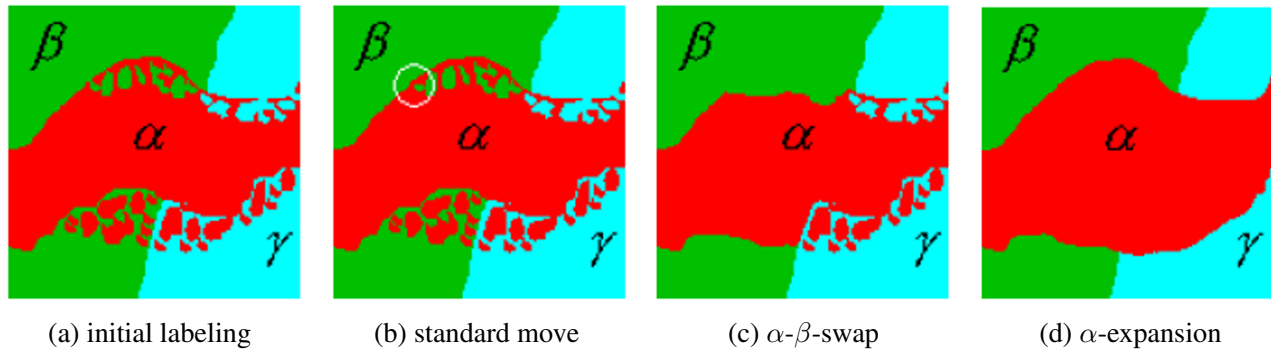 β α γ
β α γ
β α γ
β α γ
(a) initial labeling
(b) standard move
(c) α-β-swap
(d) α-expansion